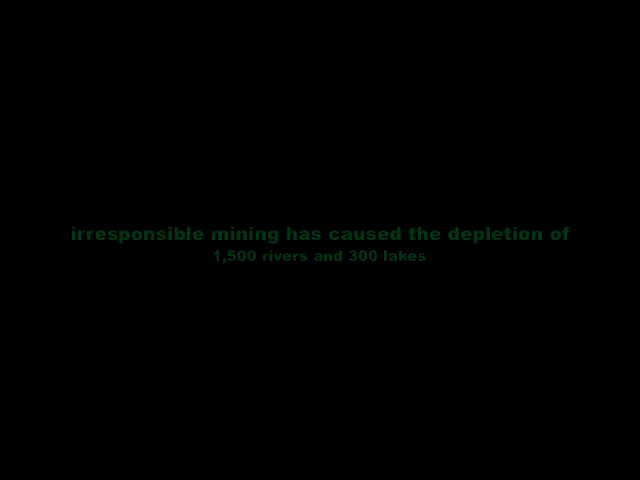 irresponsible mining has caused the depletion of
1,500 rivers and 300 lakes